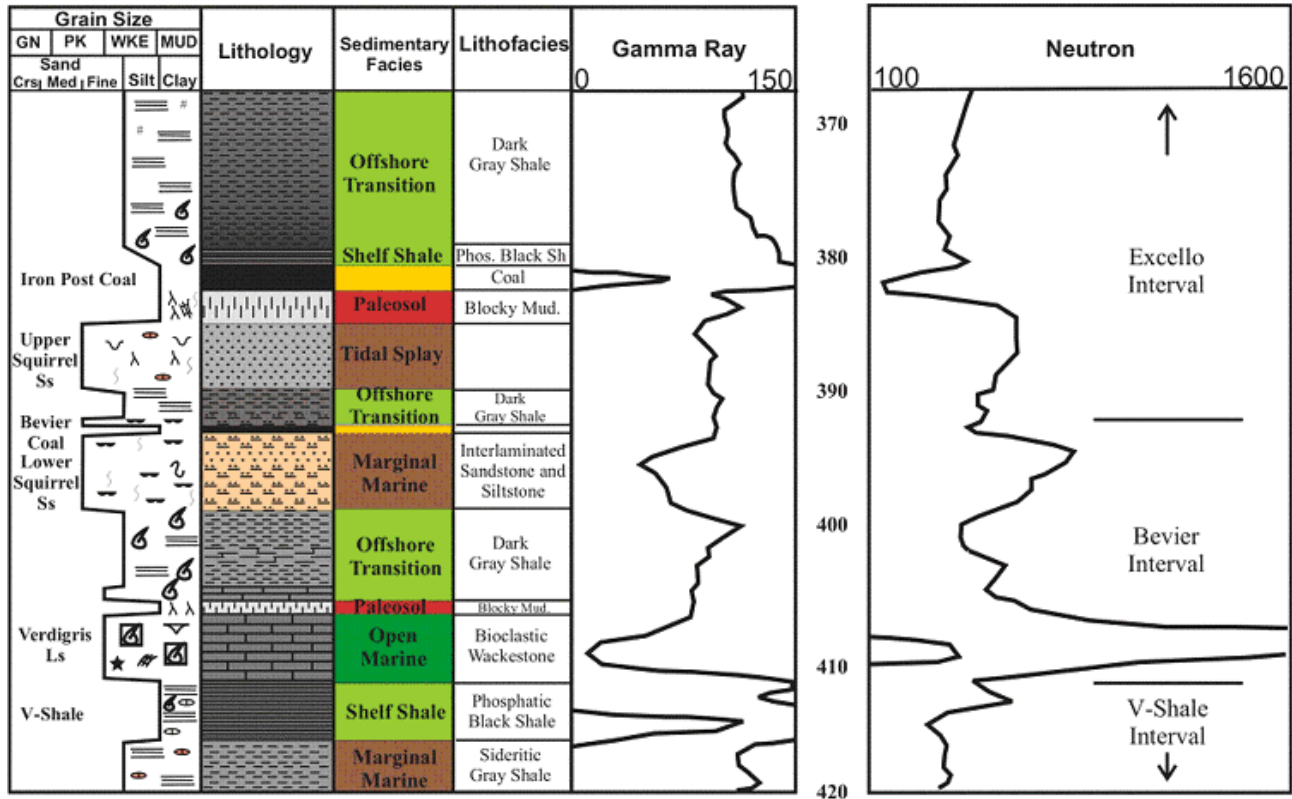 Grain Size
GN PK WKE MUD
Sand
Crs Med Fine Silt Clay
Lithology
Sedimentary
Facies
Lithofacies
Gamma Ray
0 150
Neutron
100 1600
Iron Post Coal
Upper
Squirrel
Ss
Bevier
Coal
Lower
Squirrel
Ss
Verdigris
Ls
V-Shale
Offshore
Transition
Shelf Shale
Paleosol
Tidal Splay
Offshore
Transition
Marginal
Marine
Offshore
Transition
Paleosol
Open
Marine
Shelf Shale
Marginal
Marine
Dark
Gray Shale
Phos. Black Sh
Coal
Blocky Mud.
Dark
Gray Shale
Interlaminated
Sandstone and
Siltstone
Dark
Gray Shale
Blocky Mud.
Bioclastic
Wackestone
Phosphatic
Black Shale
Sideritic
Gray Shale
370
380
390
400
410
420
Excello
Interval
Bevier
Interval
V-Shale
Interval